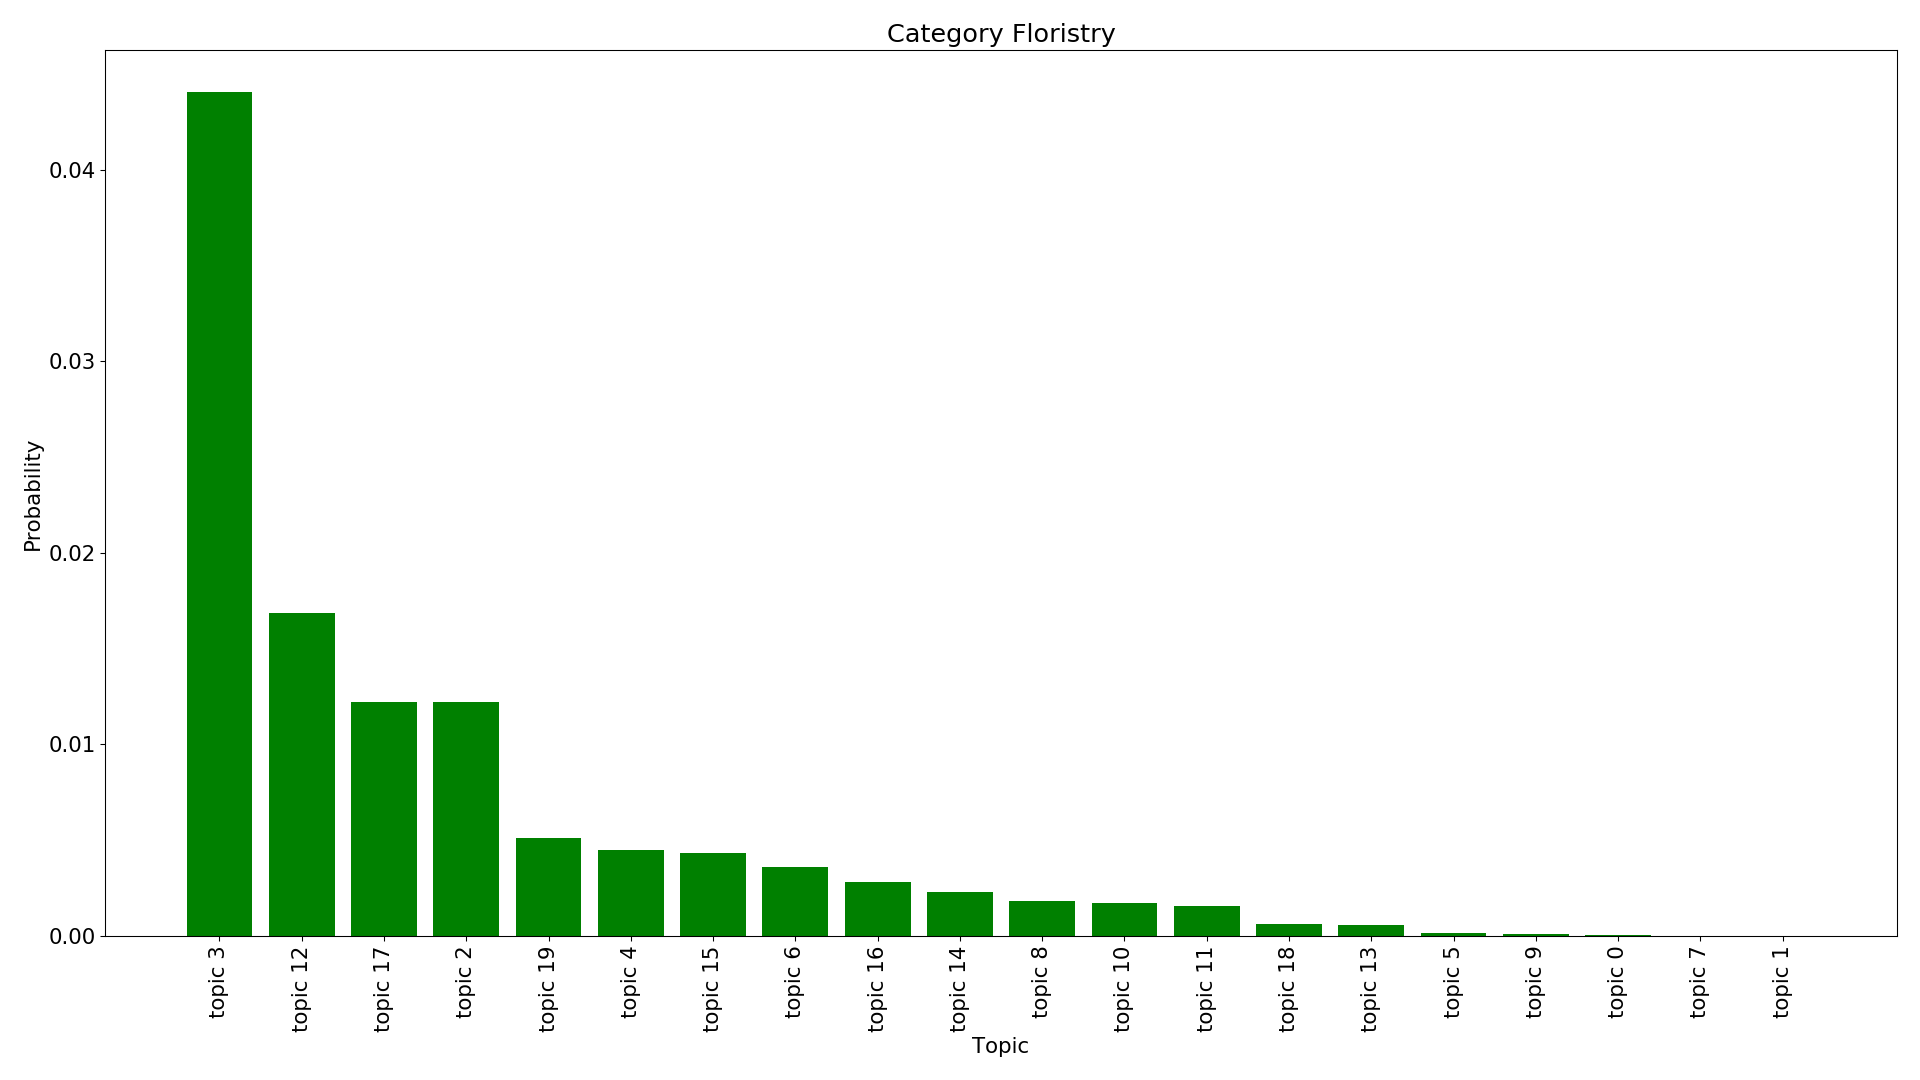 Category Floristry
Probability
0.04
0.03
0.02
0.01
0.00
topic 3
topic 12
topic 17
topic 2
topic 19
topic 4
topic 15
topic 6
topic 16
topic 14
topic 8
topic 10
topic 11
topic 18
topic 13
topic 5
topic 9
topic 0
topic 7
topic 1
Topic